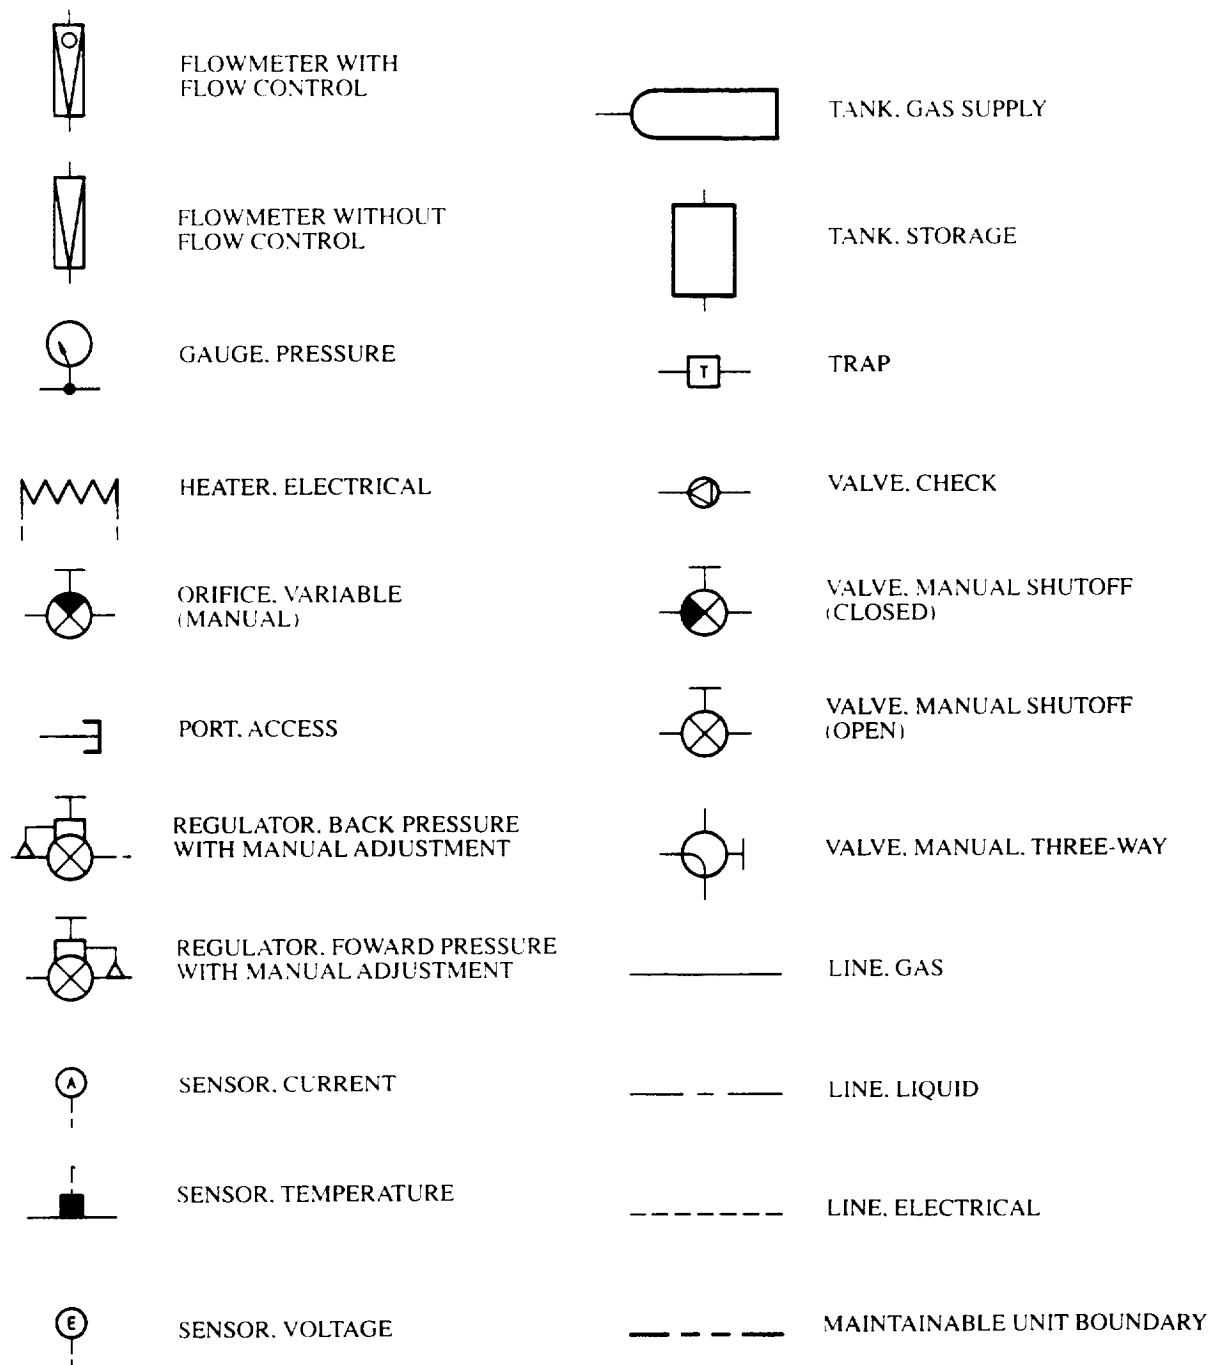 FLOWMETER WITH
FLOW CONTROL
FLOWMETER WITHOUT
FLOW CONTROL
GAUGE. PRESSURE
HEATER. ELECTRICAL
ORIFICE. VARIABLE
(MANUAL)
PORT. ACCESS
REGULATOR. BACK PRESSURE
WITH MANUAL ADJUSTMENT
REGULATOR. FOWARD PRESSURE
WITH MANUAL ADJUSTMENT
A
SENSOR. CURRENT
SENSOR. TEMPERATURE
E
SENSOR. VOLTAGE
TANK. GAS SUPPLY
TANK. STORAGE
T
TRAP
VALVE. CHECK
VALVE. MANUAL SHUTOFF
(CLOSED)
VALVE. MANUAL SHUTOFF
(OPEN)
VALVE. MANUAL. THREE-WAY
LINE. GAS
LINE. LIQUID
LINE. ELECTRICAL
MAINTAINABLE UNIT BOUNDARY